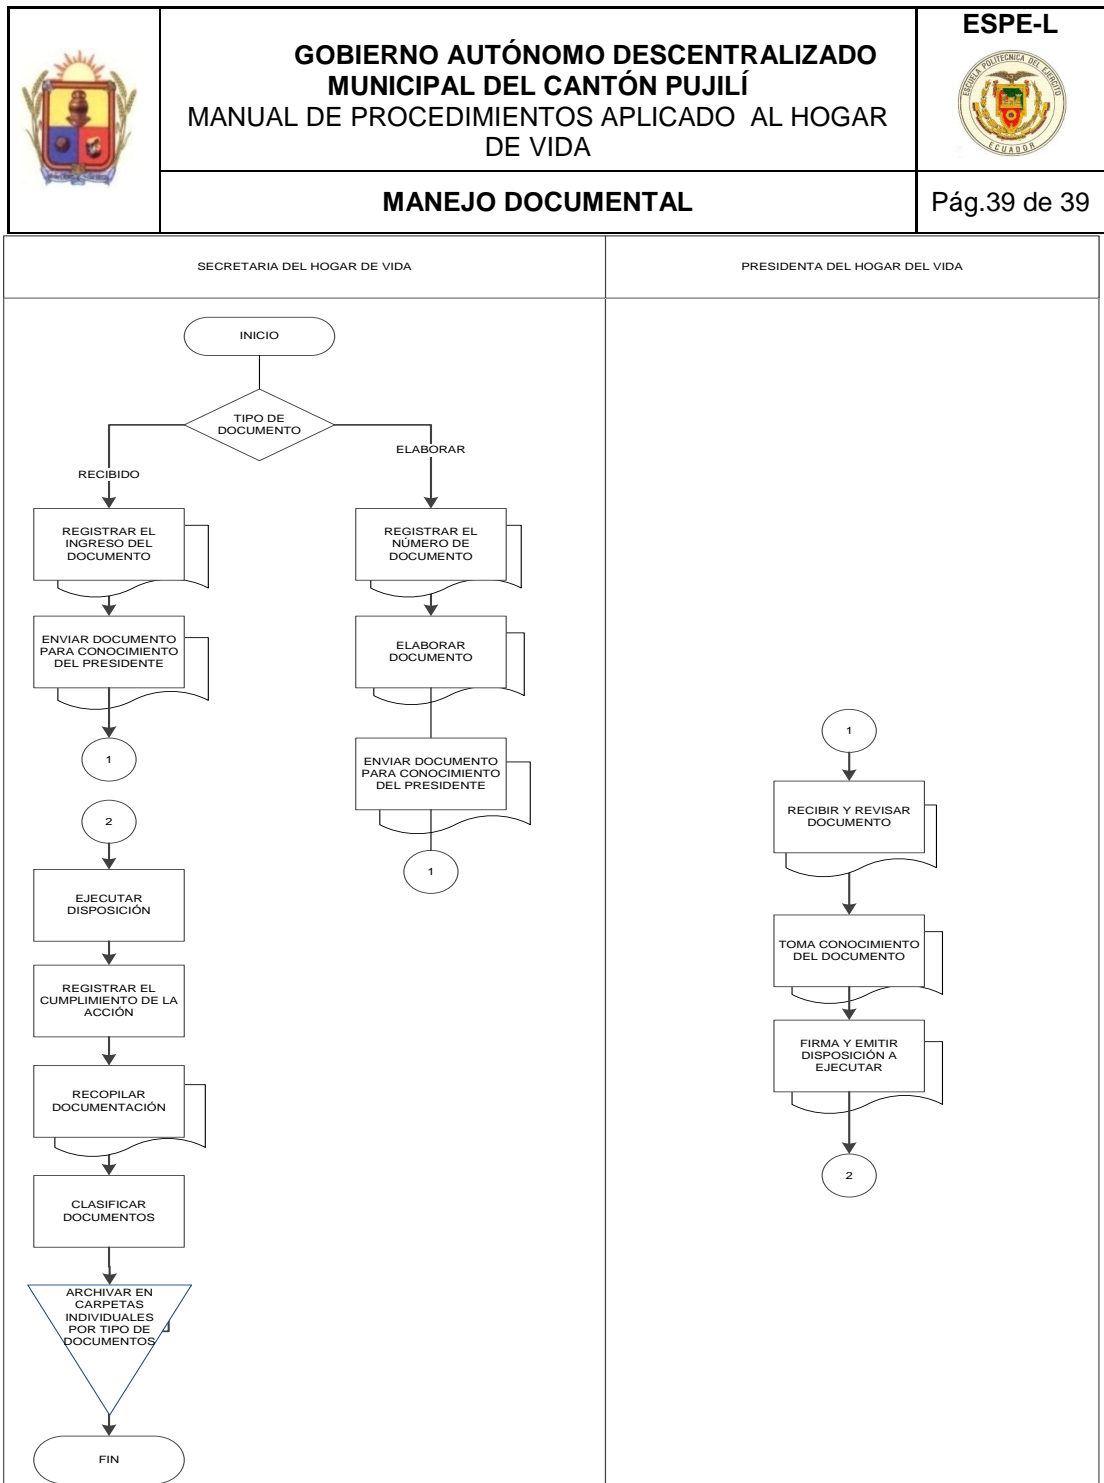 ESPE-L
GOBIERNO AUTÓNOMO DESCENTRALIZADO
MUNICIPAL DEL CANTÓN PUJILÍ
MANUAL DE PROCEDIMIENTOS APLICADO AL HOGAR
DE VIDA
ESCUELA POLITECNICA DEL EJERCITO
ECUADOR
MANEJO DOCUMENTAL
Pág.39 de 39
SECRETARIA DEL HOGAR DE VIDA
PRESIDENTA DEL HOGAR DEL VIDA
INICIO
TIPO DE
DOCUMENTO
RECIBIDO
ELABORAR
REGISTRAR EL
INGRESO DEL
DOCUMENTO
ENVIAR DOCUMENTO
PARA CONOCIMIENTO
DEL PRESIDENTE
1
REGISTRAR EL
NÚMERO DE
DOCUMENTO
ELABORAR
DOCUMENTO
ENVIAR DOCUMENTO
PARA CONOCIMIENTO
DEL PRESIDENTE
1
1
RECIBIR Y REVISAR
DOCUMENTO
TOMA CONOCIMIENTO
DEL DOCUMENTO
FIRMA Y EMITIR
DISPOSICIÓN A
EJECUTAR
2
2
EJECUTAR
DISPOSICIÓN
REGISTRAR EL
CUMPLIMIENTO DE LA
ACCIÓN
RECOPILAR
DOCUMENTACIÓN
CLASIFICAR
DOCUMENTOS
ARCHIVAR EN
CARPETAS
INDIVIDUALES
POR TIPO DE
DOCUMENTOS
FIN